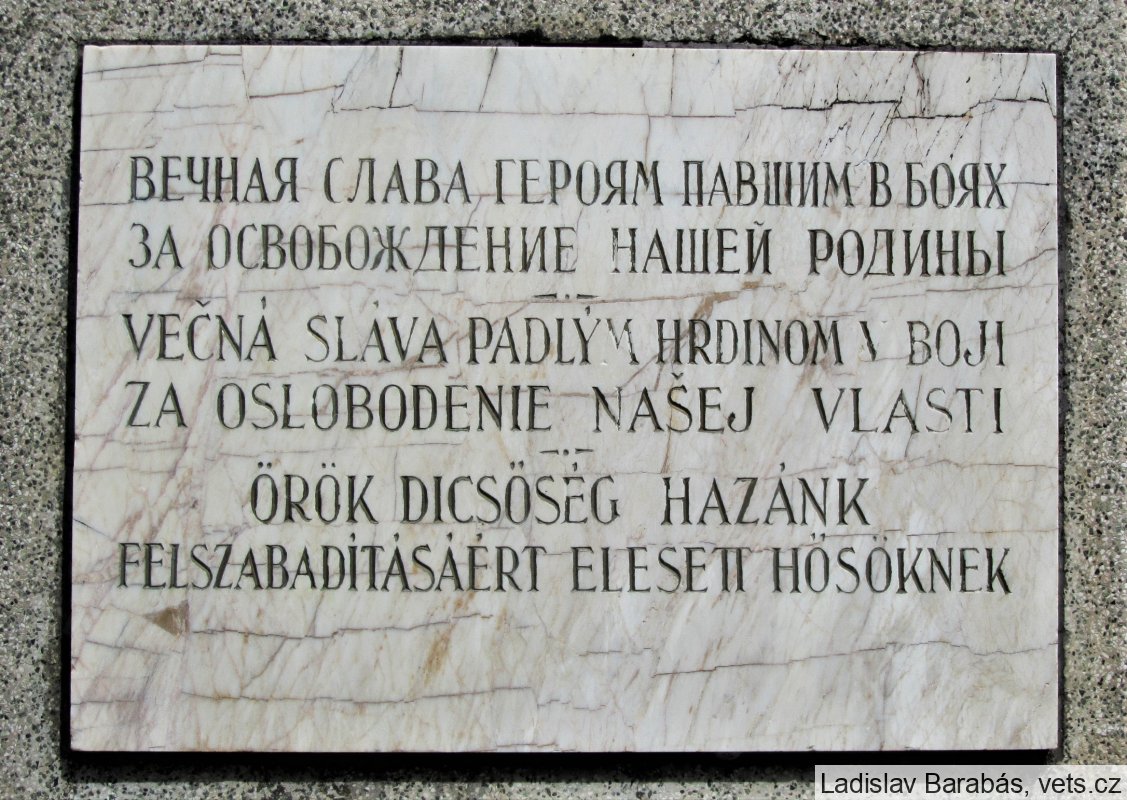 ВЕЧНАЯ СЛАВА ГЕРОЯМ ПАВШИМ В БОЯХ
ЗА ОСВОБОЖДЕНИЕ НАШЕЙ РОДИНЫ
VEČNÁ SLÁVA PADLÝM HRDINOM V BOJI
ZA OSLOBODENIE NAŠEJ VLASTI
ÖRÖK DICSŐSÉG HAZÁNK
FELSZABADÍTÁSÁÉRT ELESETT HŐSÖKNEK
Ladislav Barabás, vets.cz